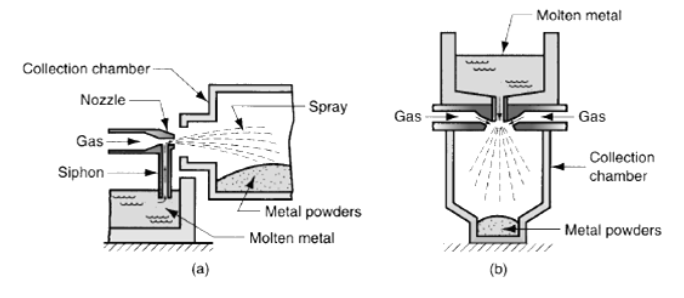 Collection chamber
Nozzle
Gas
Siphon
Spray
Metal powders
Molten metal
(a)
Molten metal
Gas
Gas
Collection
chamber
Metal powders
(b)